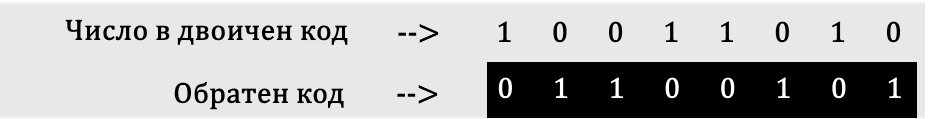 Число в двоичен код --> 1 0 0 1 1 0 1 0
Обратен код --> 0 1 1 0 0 1 0 1